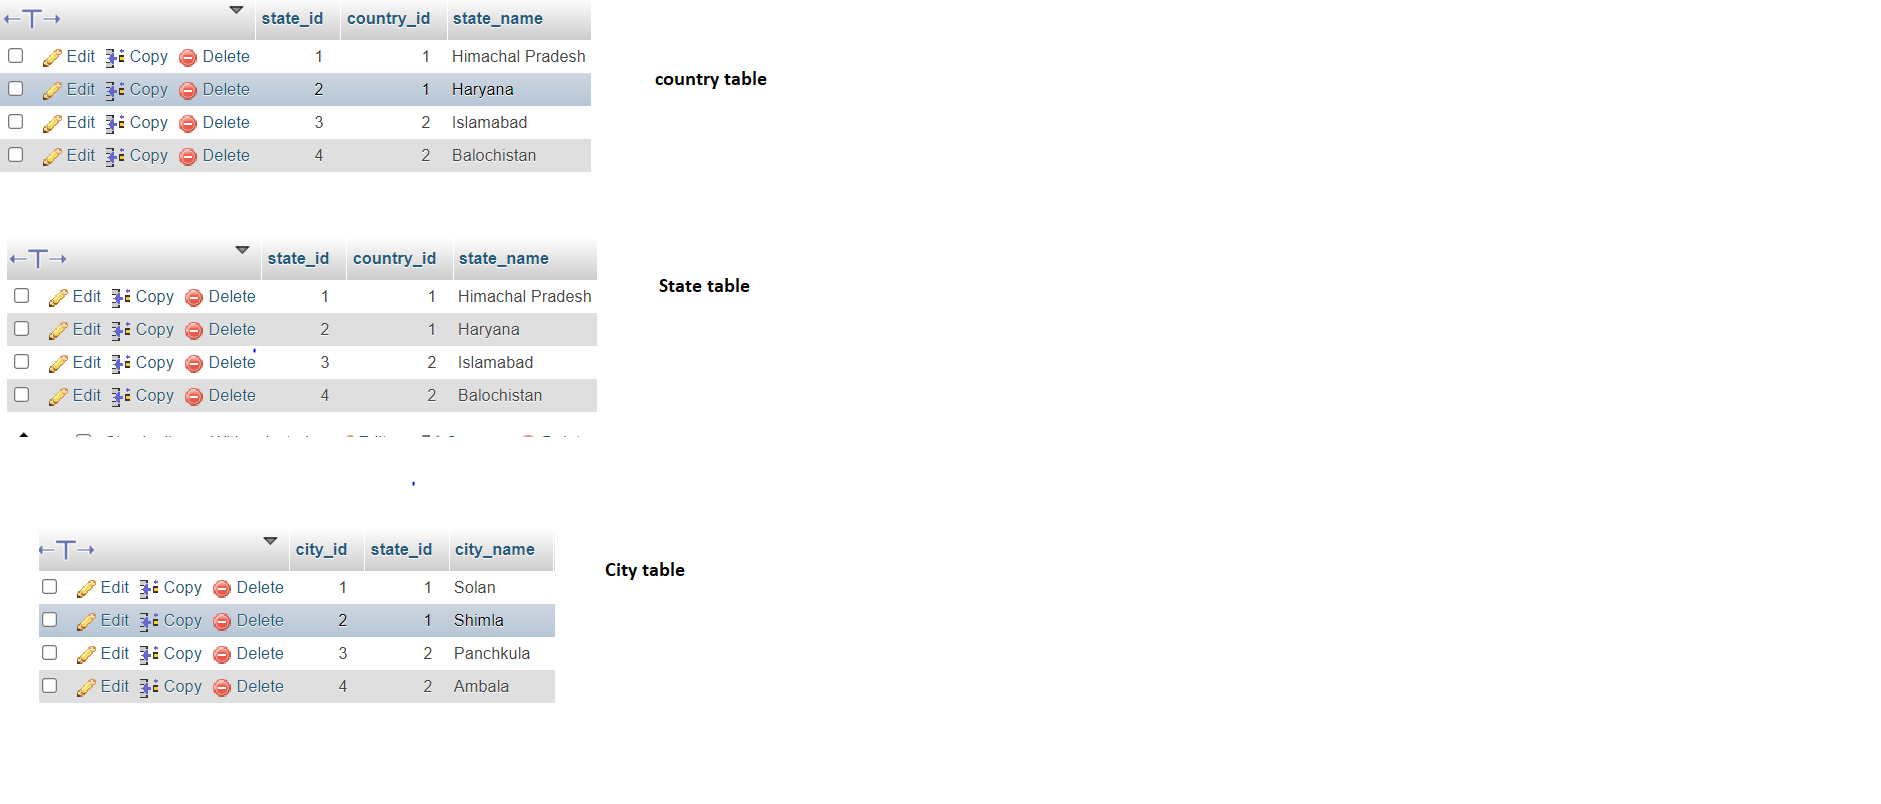 state_id country_id state_name
Edit Copy Delete 1 1 Himachal Pradesh
country table
Edit Copy Delete 2 1 Haryana
Edit Copy Delete 3 2 Islamabad
Edit Copy Delete 4 2 Balochistan
state_id country_id state_name
State table
Edit Copy Delete 1 1 Himachal Pradesh
Edit Copy Delete 2 1 Haryana
Edit Copy Delete 3 2 Islamabad
Edit Copy Delete 4 2 Balochistan
city_id state_id city_name
City table
Edit Copy Delete 1 1 Solan
Edit Copy Delete 2 1 Shimla
Edit Copy Delete 3 2 Panchkula
Edit Copy Delete 4 2 Ambala